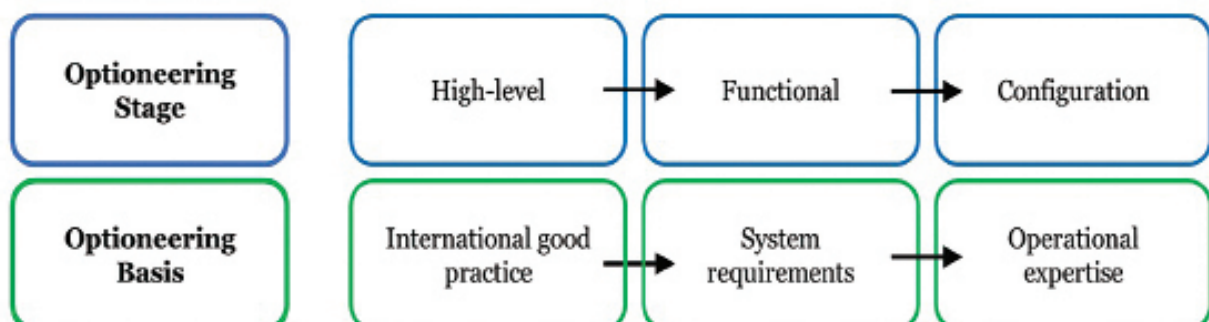 Optioneering
Stage
High-level
Functional
Configuration
Optioneering
Basis
International good
practice
System
requirements
Operational
expertise